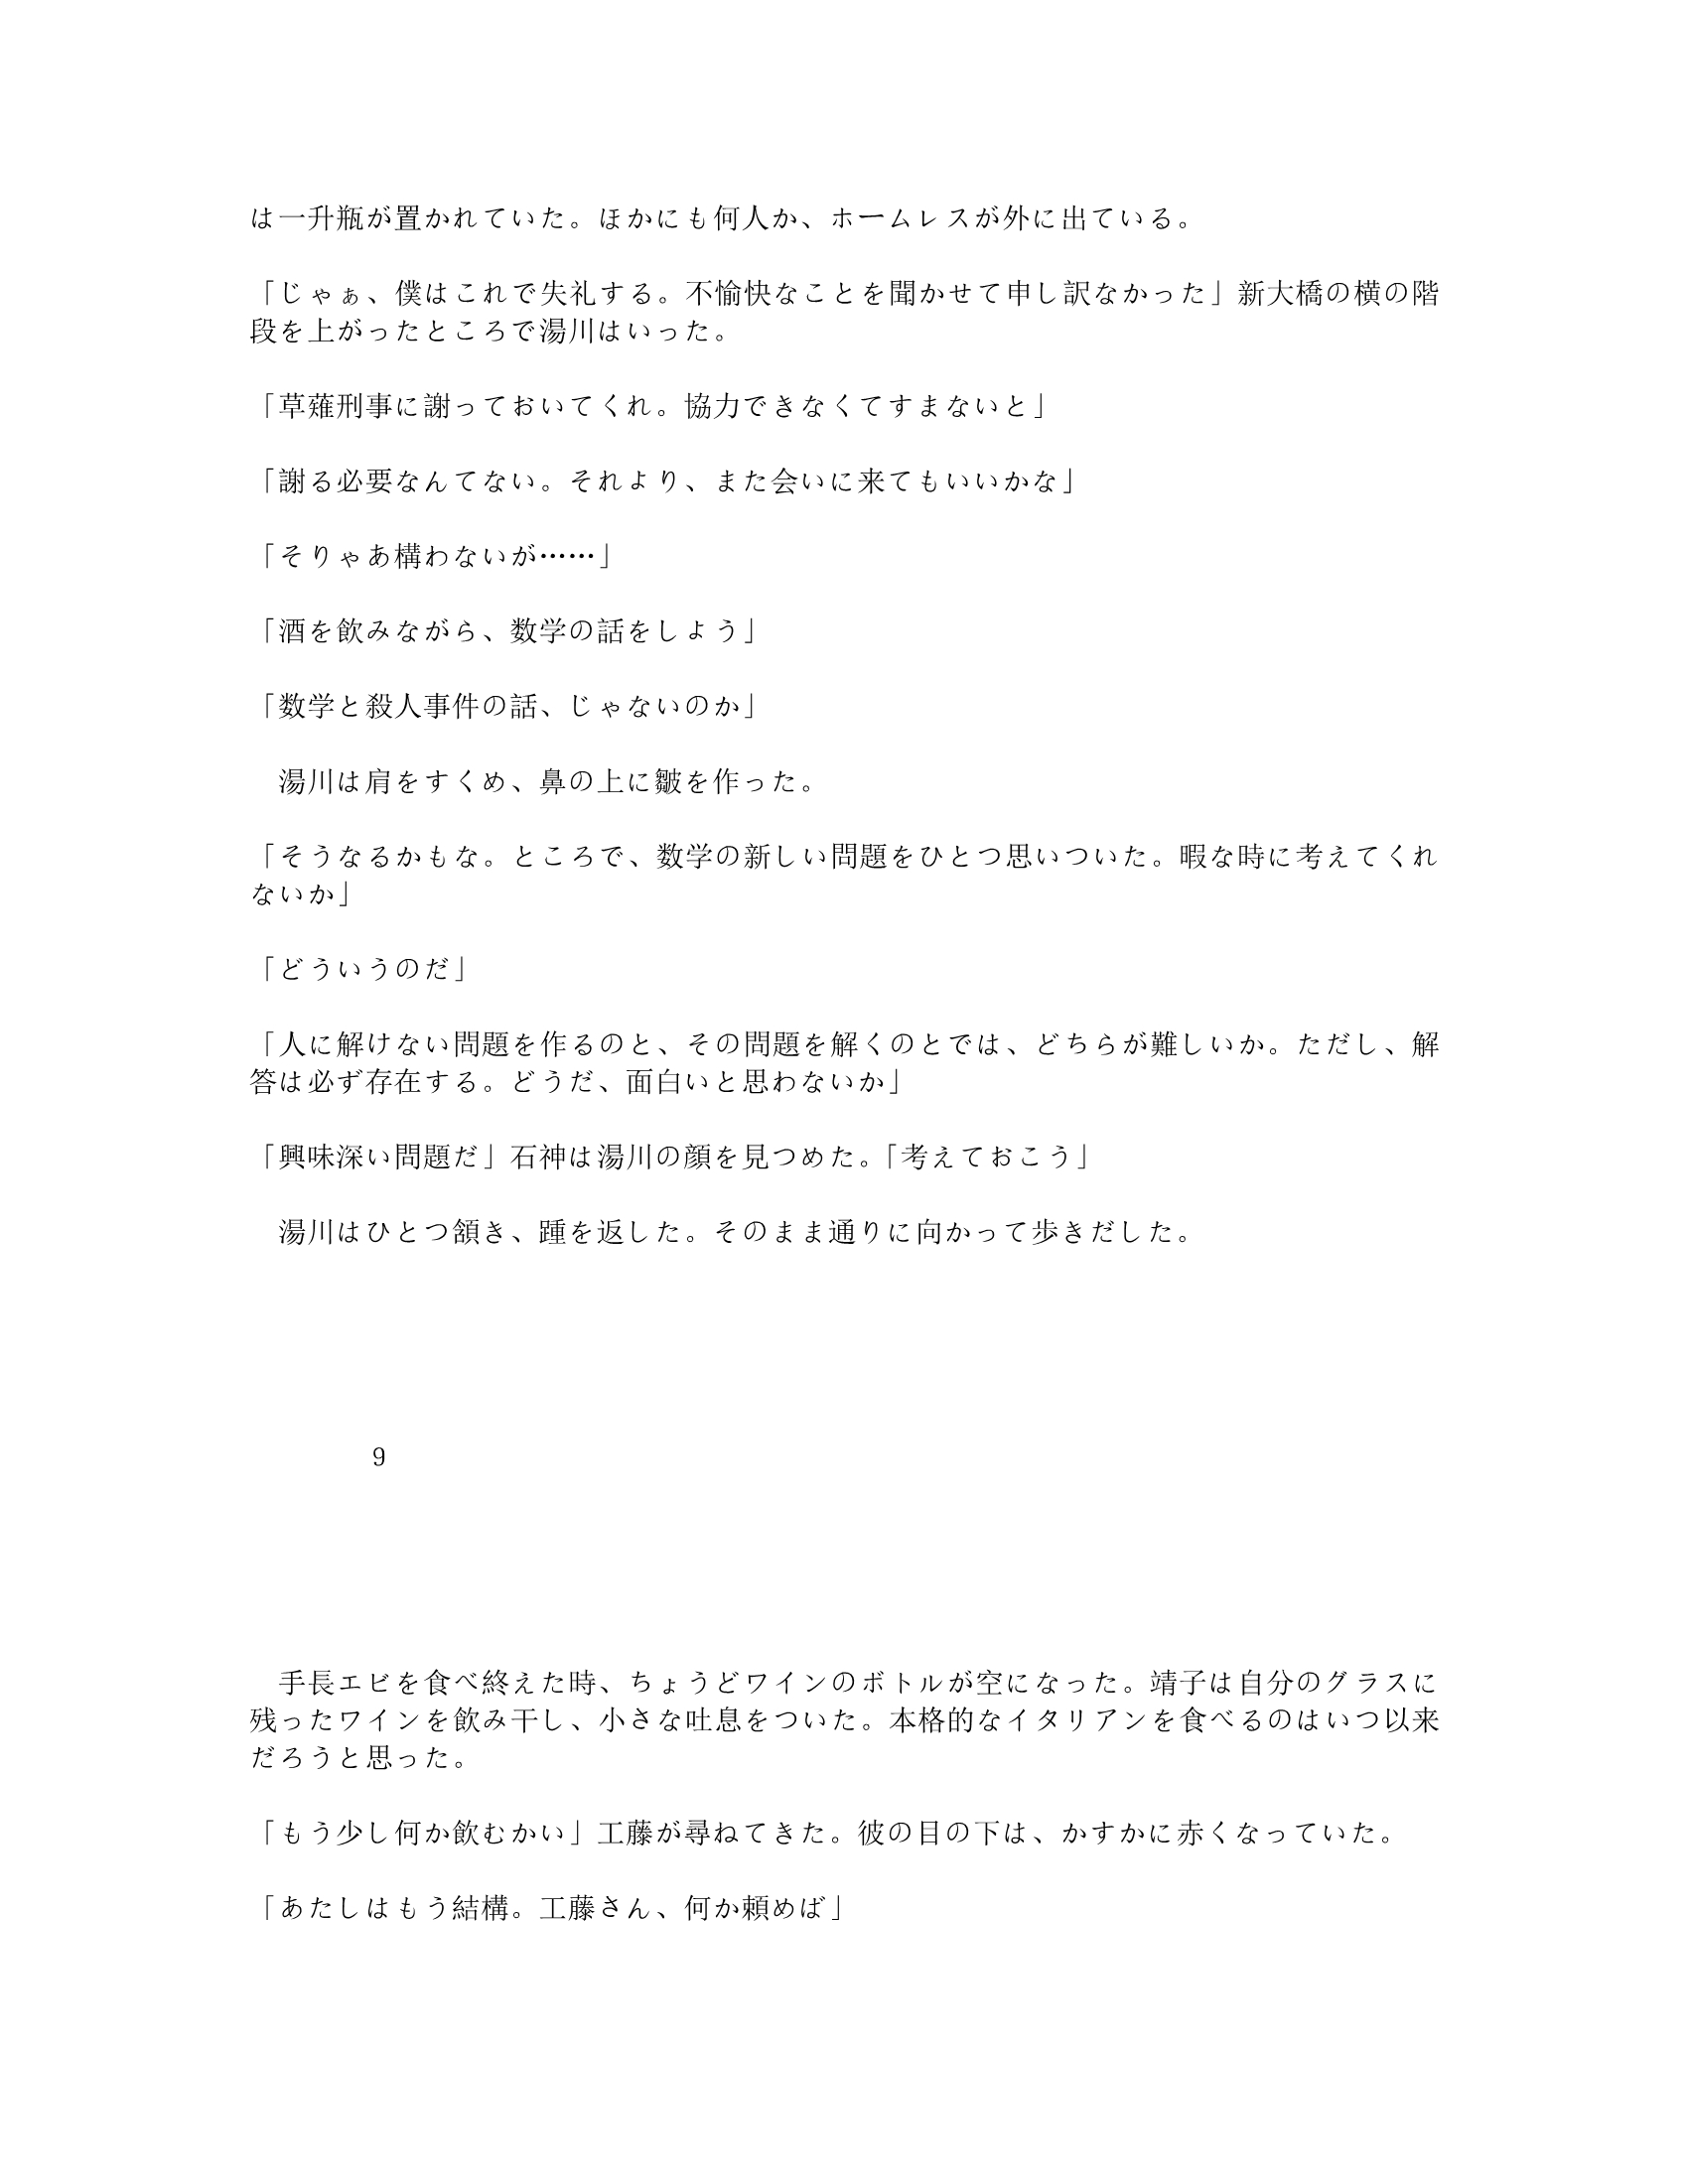 は一升瓶が置かれていた。ほかにも何人か、ホームレスが外に出ている。
「じゃぁ、僕はこれで失礼する。不愉快なことを聞かせて申し訳なかった」新大橋の横の階
段を上がったところで湯川はいった。
「草薙刑事に謝っておいてくれ。協力できなくてすまないと」
「謝る必要なんてない。それより、また会いに来てもいいかな」
「そりゃあ構わないが……」
「酒を飲みながら、数学の話をしよう」
「数学と殺人事件の話、じゃないのか」
　湯川は肩をすくめ、鼻の上に皺を作った。
「そうなるかもな。ところで、数学の新しい問題をひとつ思いついた。暇な時に考えてくれ
ないか」
「どういうのだ」
「人に解けない問題を作るのと、その問題を解くのとでは、どちらが難しいか。ただし、解
答は必ず存在する。どうだ、面白いと思わないか」
「興味深い問題だ」石神は湯川の顔を見つめた。「考えておこう」
　湯川はひとつ頷き、踵を返した。そのまま通りに向かって歩きだした。
9
　手長エビを食べ終えた時、ちょうどワインのボトルが空になった。靖子は自分のグラスに
残ったワインを飲み干し、小さな吐息をついた。本格的なイタリアンを食べるのはいつ以来
だろうと思った。
「もう少し何か飲むかい」工藤が尋ねてきた。彼の目の下は、かすかに赤くなっていた。
「あたしはもう結構。工藤さん、何か頼めば」